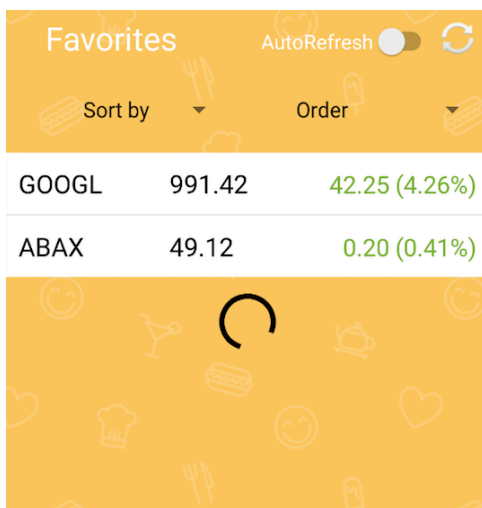 Favorites AutoRefresh
Sort by Order
GOOGL 991.42 42.25 (4.26%)
ABAX 49.12 0.20 (0.41%)